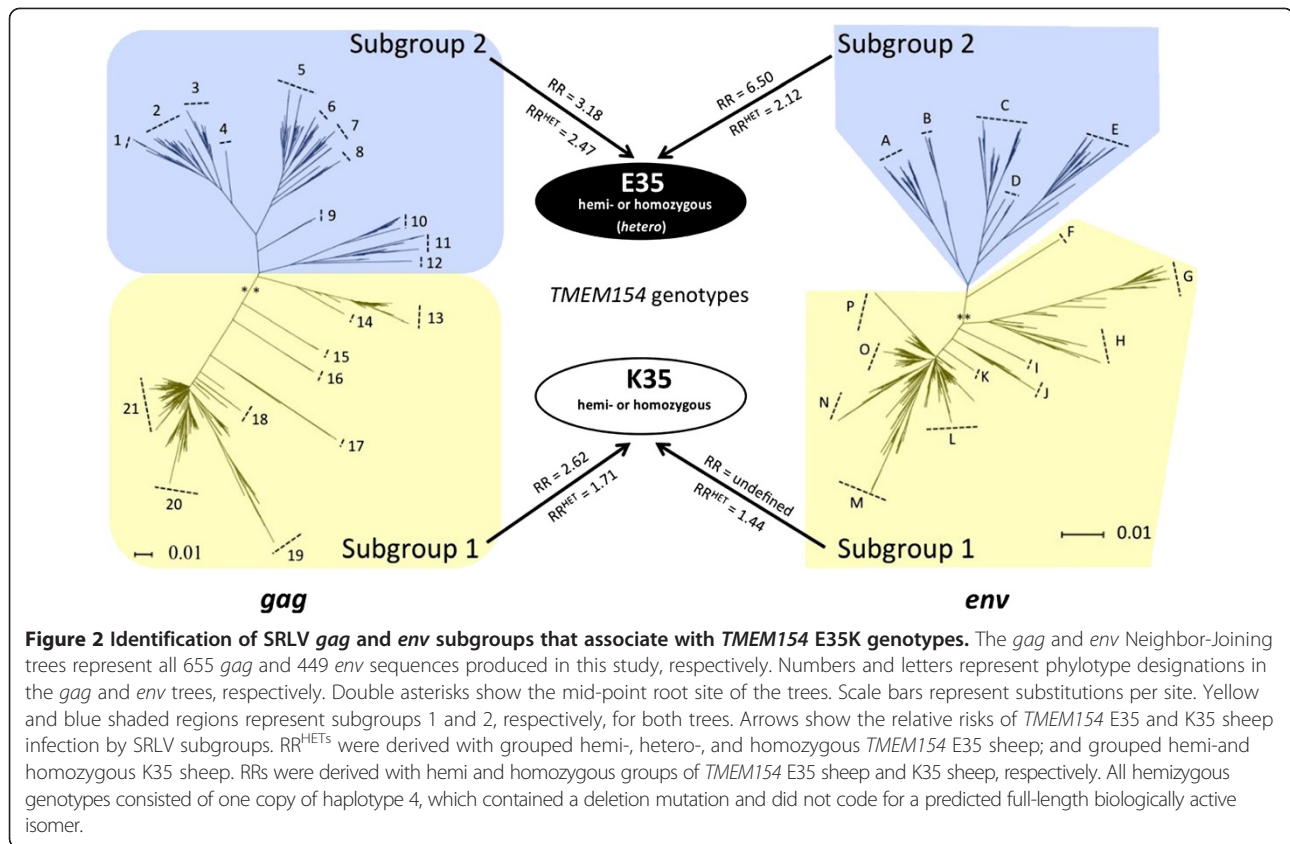 Subgroup 2
Subgroup 2
RR = 3.18
RR^HET = 2.47
RR = 6.50
RR^HET = 2.12
1
2
3
4
5
6
7
8
9
10
11
12
A
B
C
D
E
E35
hemi- or homozygous
(hetero)
TMEM154 genotypes
* *
13
14
15
16
17
18
19
20
21
F
G
**
H
I
J
K
L
M
N
O
P
K35
hemi- or homozygous
RR = 2.62
RR^HET = 1.71
RR = undefined
RR^HET = 1.44
0.01
Subgroup 1
Subgroup 1
0.01
gag
env
Figure 2 Identification of SRLV gag and env subgroups that associate with TMEM154 E35K genotypes. The gag and env Neighbor-Joining
trees represent all 655 gag and 449 env sequences produced in this study, respectively. Numbers and letters represent phylotype designations in
the gag and env trees, respectively. Double asterisks show the mid-point root site of the trees. Scale bars represent substitutions per site. Yellow
and blue shaded regions represent subgroups 1 and 2, respectively, for both trees. Arrows show the relative risks of TMEM154 E35 and K35 sheep
infection by SRLV subgroups. RR^HETs were derived with grouped hemi-, hetero-, and homozygous TMEM154 E35 sheep; and grouped hemi-and
homozygous K35 sheep. RRs were derived with hemi and homozygous groups of TMEM154 E35 sheep and K35 sheep, respectively. All hemizygous
genotypes consisted of one copy of haplotype 4, which contained a deletion mutation and did not code for a predicted full-length biologically active
isomer.